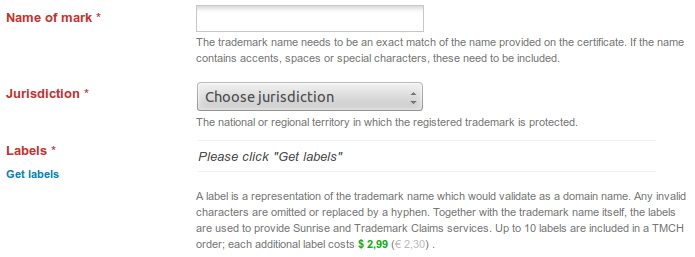 Name of mark *
The trademark name needs to be an exact match of the name provided on the certificate. If the name
contains accents, spaces or special characters, these need to be included.
Jurisdiction *
Choose jurisdiction
The national or regional territory in which the registered trademark is protected.
Labels *
Please click "Get labels"
Get labels
A label is a representation of the trademark name which would validate as a domain name. Any invalid
characters are omitted or replaced by a hyphen. Together with the trademark name itself, the labels
are used to provide Sunrise and Trademark Claims services. Up to 10 labels are included in a TMCH
order; each additional label costs $ 2,99 (€ 2,30) .